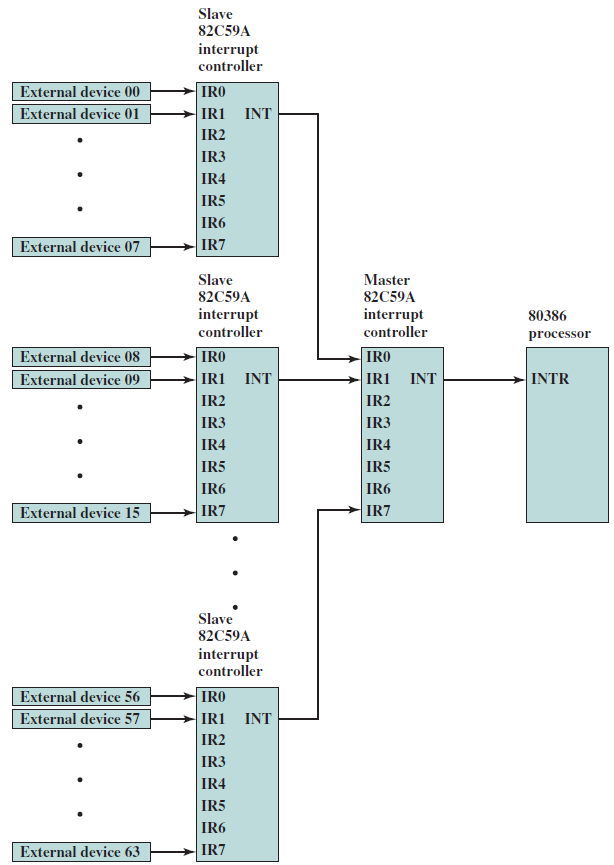 Slave
82C59A
interrupt
controller
External device 00
IR0
External device 01
IR1 INT
IR2
IR3
IR4
IR5
IR6
External device 07
IR7
Slave
82C59A
interrupt
controller
Master
82C59A
interrupt
controller
80386
processor
External device 08
IR0
IR0
External device 09
IR1 INT
IR1 INT
INTR
IR2
IR2
IR3
IR3
IR4
IR4
IR5
IR5
IR6
IR6
External device 15
IR7
IR7
Slave
82C59A
interrupt
controller
External device 56
IR0
External device 57
IR1 INT
IR2
IR3
IR4
IR5
IR6
External device 63
IR7